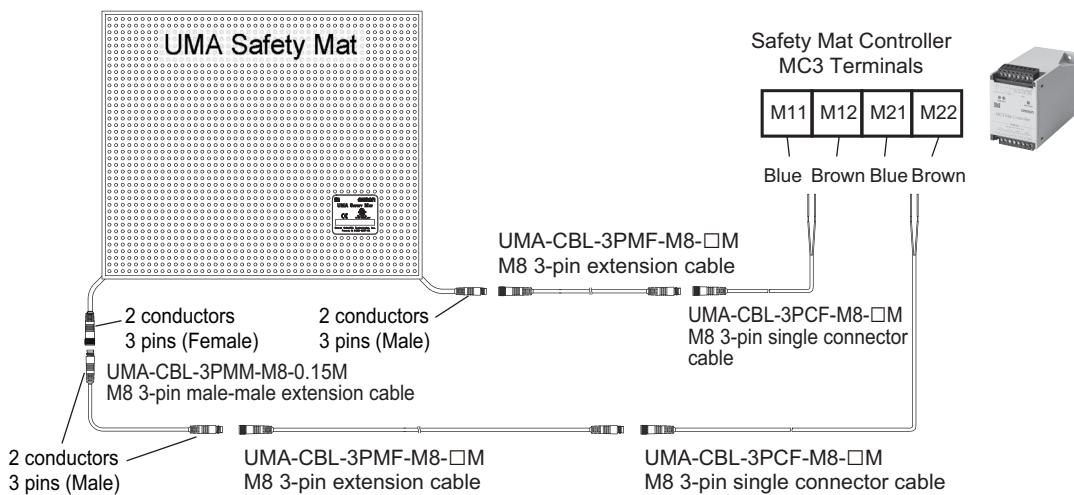 UMA Safety Mat
Safety Mat Controller
MC3 Terminals
M11 M12 M21 M22
Blue Brown Blue Brown
UMA-CBL-3PMF-M8-□M
M8 3-pin extension cable
2 conductors
3 pins (Female)
2 conductors
3 pins (Male)
UMA-CBL-3PCF-M8-□M
M8 3-pin single connector
cable
UMA-CBL-3PMM-M8-0.15M
M8 3-pin male-male extension cable
2 conductors
3 pins (Male)
UMA-CBL-3PMF-M8-□M
M8 3-pin extension cable
UMA-CBL-3PCF-M8-□M
M8 3-pin single connector cable